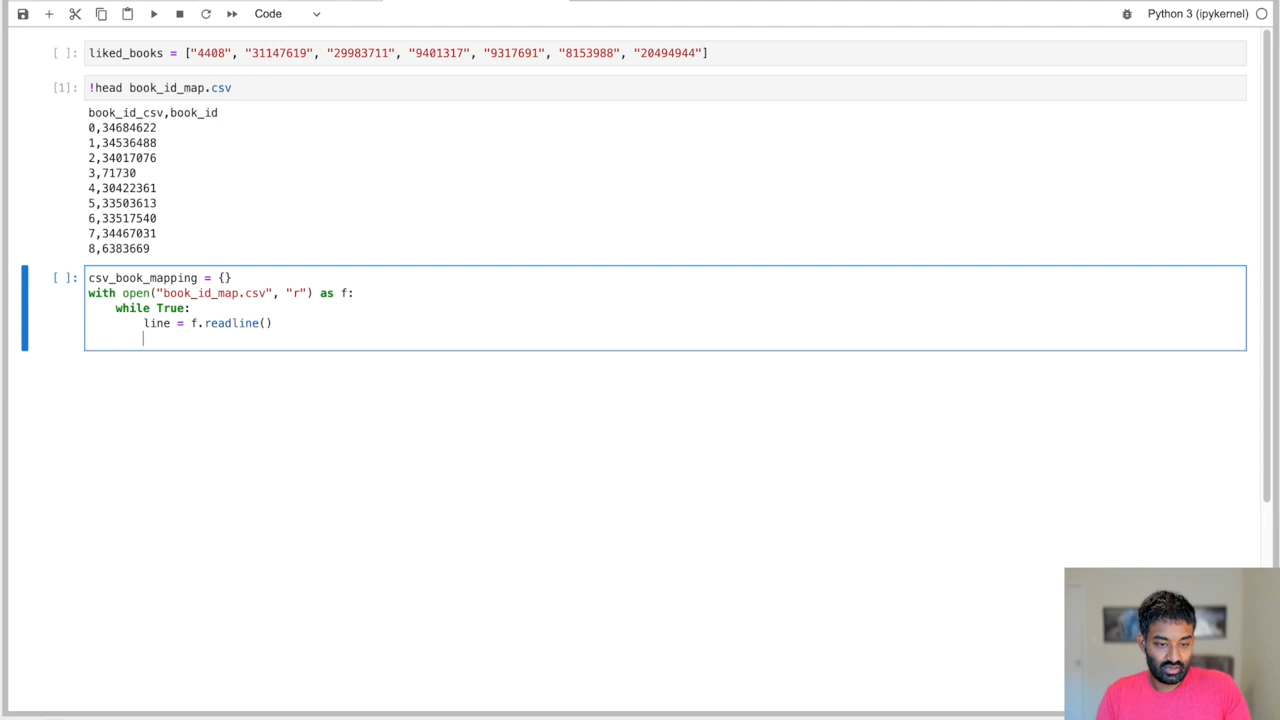 Code
Python 3 (ipykernel)
[ ]: liked_books = ["4408", "31147619", "29983711", "9401317", "9317691", "8153988", "20494944"]
[1]: !head book_id_map.csv
book_id_csv,book_id
0,34684622
1,34536488
2,34017076
3,71730
4,30422361
5,33503613
6,33517540
7,34467031
8,6383669
[ ]: csv_book_mapping = {}
with open("book_id_map.csv", "r") as f:
while True:
line = f.readline()